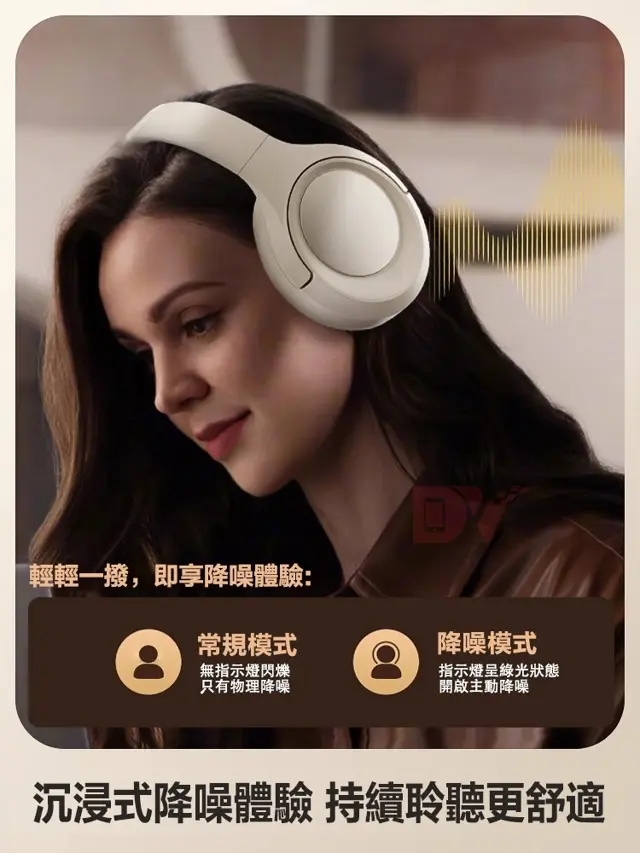 輕輕一撥，即享降噪體驗:
常規模式
無指示燈閃爍
只有物理降噪
降噪模式
指示燈呈綠光狀態
開啟主動降噪
沉浸式降噪體驗 持續聆聽更舒適